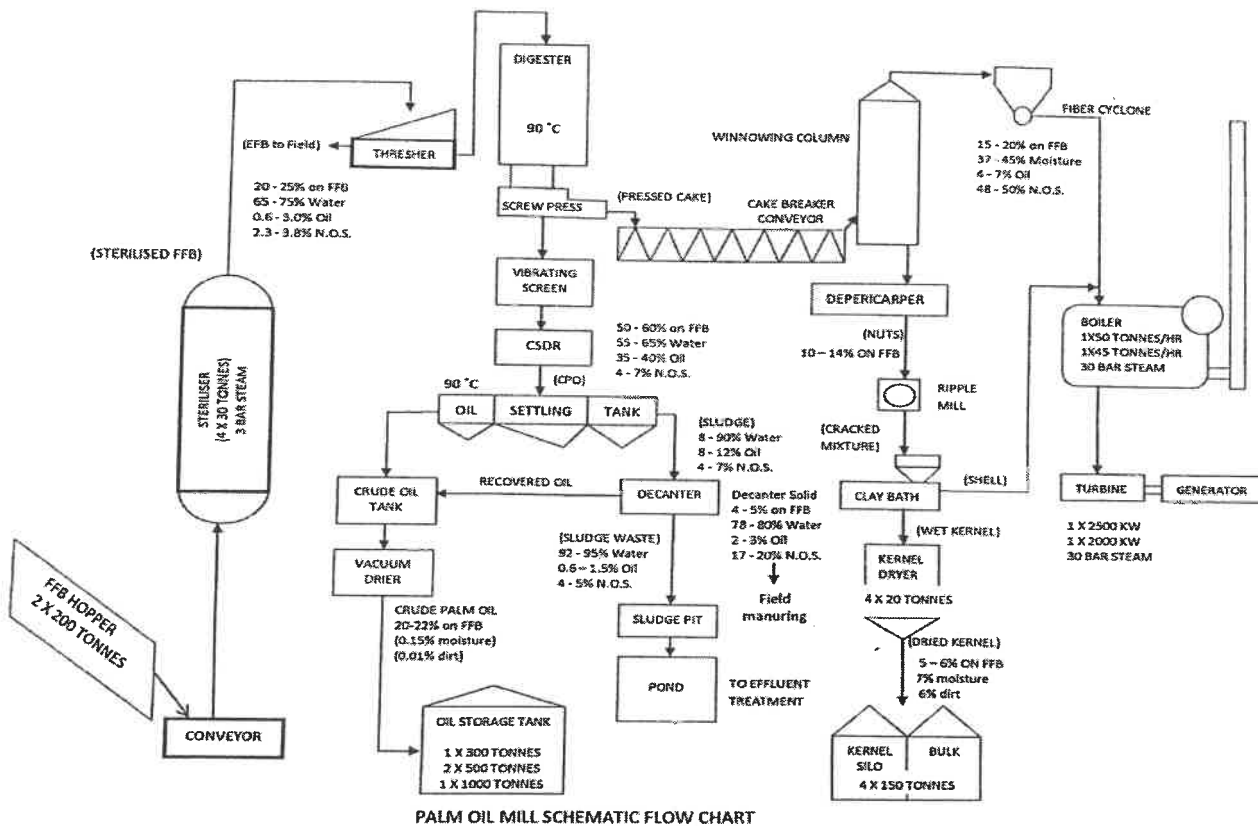 DIGESTER
90 °C
(EFB to Field)
THRESHER
20 - 25% on FFB
65 - 75% Water
0.6 - 3.0% Oil
2.3 - 3.8% N.O.S.
(STERILISED FFB)
STERILISER
(4 X 30 TONNES)
3 BAR STEAM
FFB HOPPER
2 X 200 TONNES
CONVEYOR
SCREW PRESS
(PRESSED CAKE)
CAKE BREAKER
CONVEYOR
WINNOWING COLUMN
FIBER CYCLONE
15 - 20% on FFB
37 - 45% Moisture
4 - 7% Oil
48 - 50% N.O.S.
VIBRATING
SCREEN
CSDR
50 - 60% on FFB
55 - 65% Water
35 - 40% Oil
4 - 7% N.O.S.
90 °C
(CPO)
OIL SETTLING TANK
(SLUDGE)
8 - 90% Water
8 - 12% Oil
4 - 7% N.O.S.
CRUDE OIL
TANK
RECOVERED OIL
DECANTER
Decanter Solid
4 - 5% on FFB
78 - 80% Water
2 - 3% Oil
17 - 20% N.O.S.
Field
manuring
(SLUDGE WASTE)
92 - 95% Water
0.6 - 1.5% Oil
4 - 5% N.O.S.
VACUUM
DRIER
CRUDE PALM OIL
20-22% on FFB
(0.15% moisture)
(0.01% dirt)
SLUDGE PIT
POND
TO EFFLUENT
TREATMENT
OIL STORAGE TANK
1 X 300 TONNES
2 X 500 TONNES
1 X 1000 TONNES
DEPERICARPER
(NUTS)
10 - 14% ON FFB
RIPPLE
MILL
(CRACKED
MIXTURE)
CLAY BATH
(SHELL)
(WET KERNEL)
KERNEL
DRYER
4 X 20 TONNES
(DRIED KERNEL)
5 - 6% ON FFB
7% moisture
6% dirt
KERNEL BULK
SILO
4 X 150 TONNES
BOILER
1X50 TONNES/HR
1X45 TONNES/HR
30 BAR STEAM
TURBINE
GENERATOR
1 X 2500 KW
1 X 2000 KW
30 BAR STEAM
PALM OIL MILL SCHEMATIC FLOW CHART